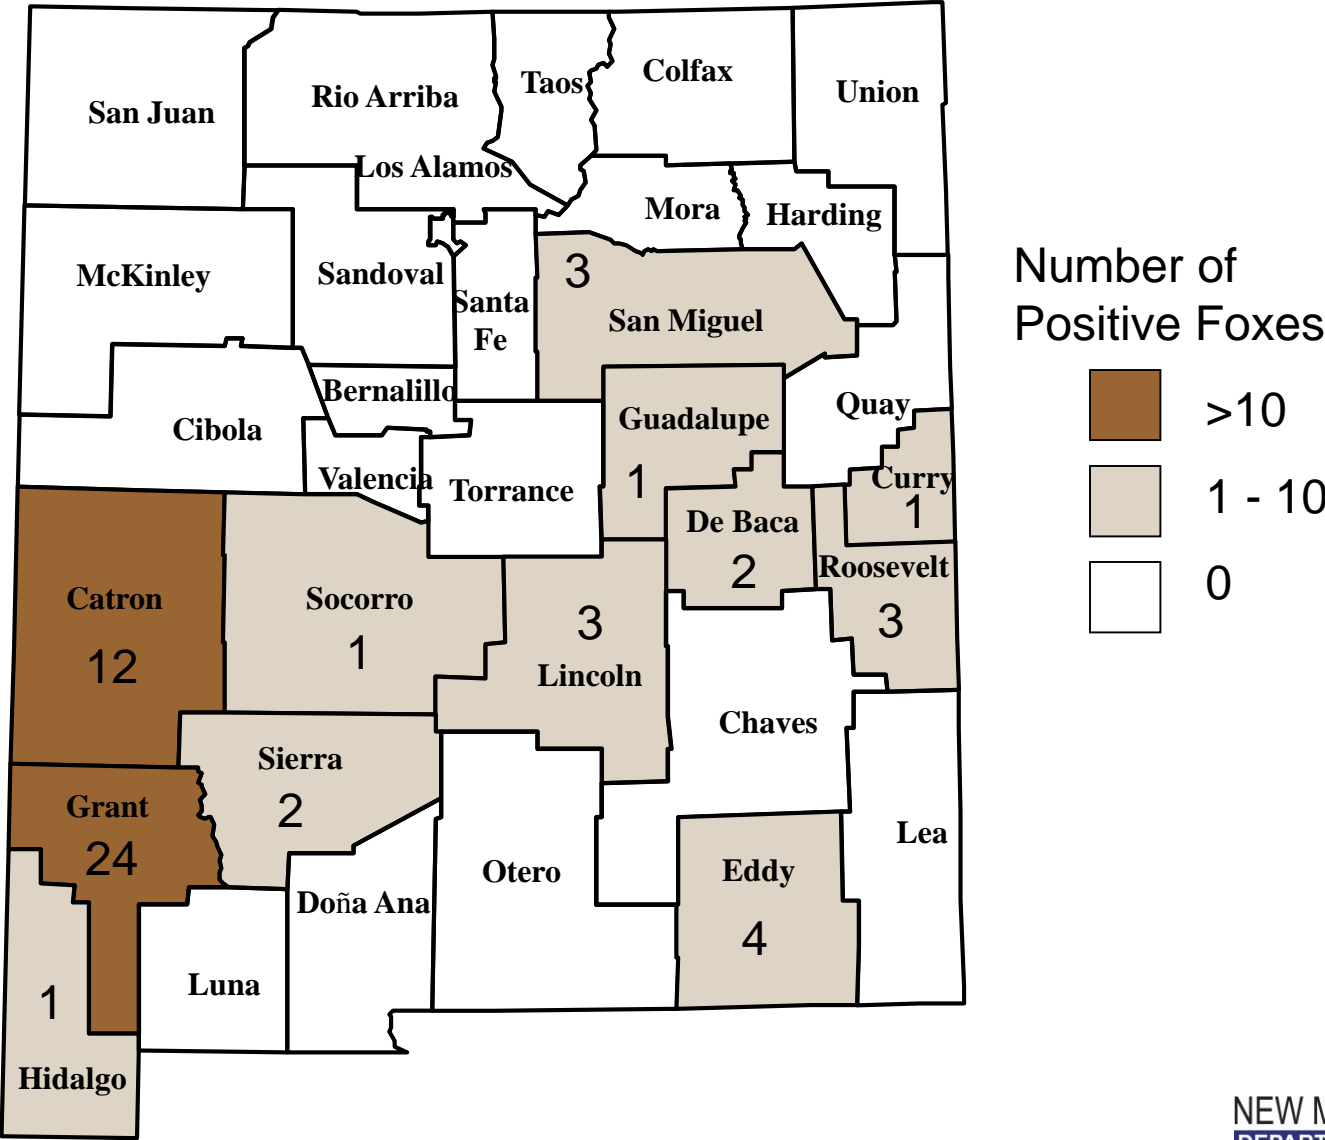 San Juan
Rio Arriba
Taos
Colfax
Union
Los Alamos
Mora
Harding
McKinley
Sandoval
Santa
Fe
3
San Miguel
Bernalillo
Cibola
Guadalupe
Quay
Valencia
Torrance
1
Curry
1
De Baca
2
Roosevelt
3
Catron
12
Socorro
1
3
Lincoln
Chaves
Sierra
2
Grant
24
Otero
Eddy
4
Lea
Doña Ana
Luna
1
Hidalgo
Number of
Positive Foxes
>10
1 - 10
0
NEW M